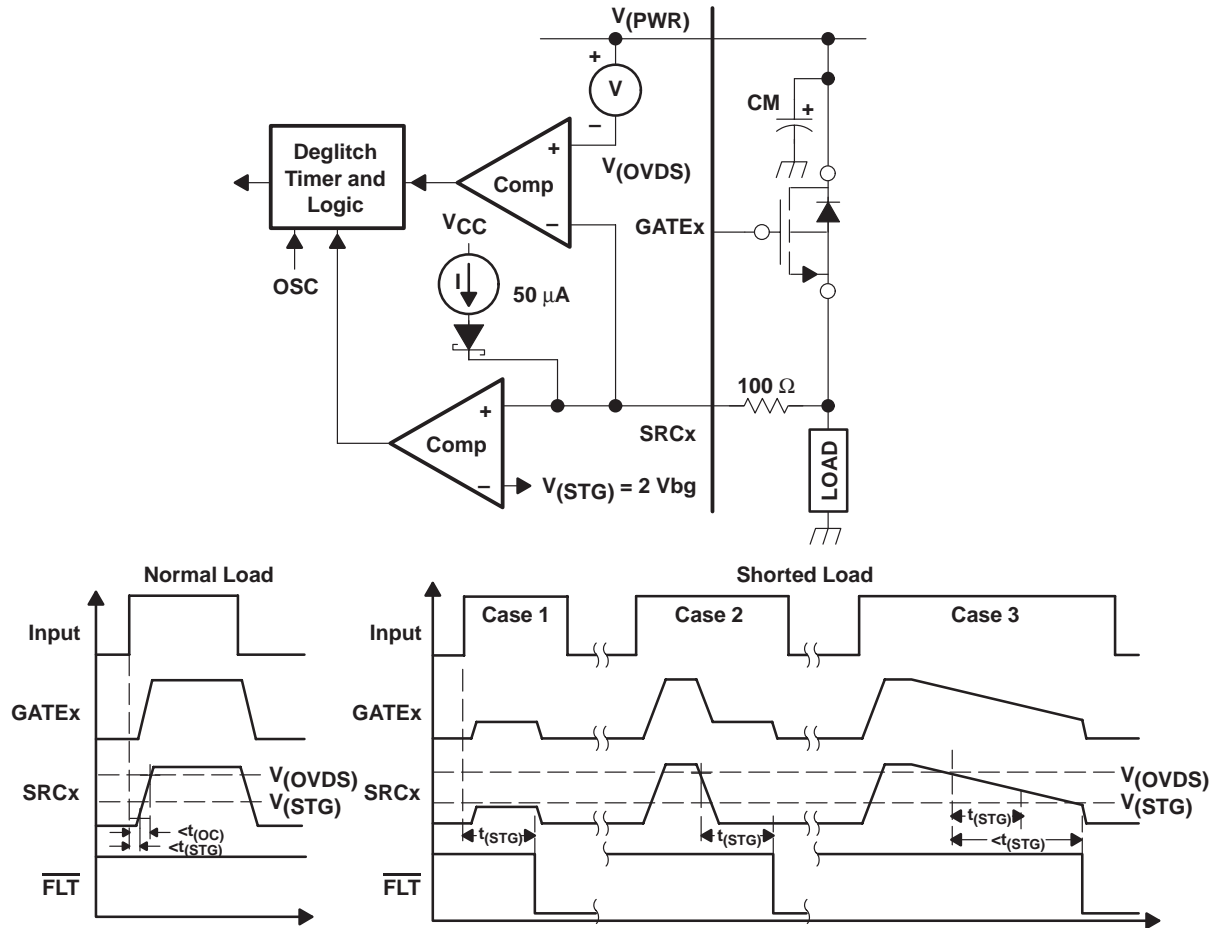 V(PWR)
+
V
CM
+
–
Deglitch
Timer and
Logic
+
V(OVDS)
Comp
–
VCC
GATEx
OSC
I
50 μA
100 Ω
+
SRCx
Comp
LOAD
– V(STG) = 2 Vbg
Normal Load
Shorted Load
Input
Input
Case 1
Case 2
Case 3
GATEx
GATEx
SRCx
V(OVDS)
V(STG)
<t(OC)
<t(STG)
SRCx
V(OVDS)
V(STG)
t(STG)
t(STG)
t(STG)
<t(STG)
FLT
FLT